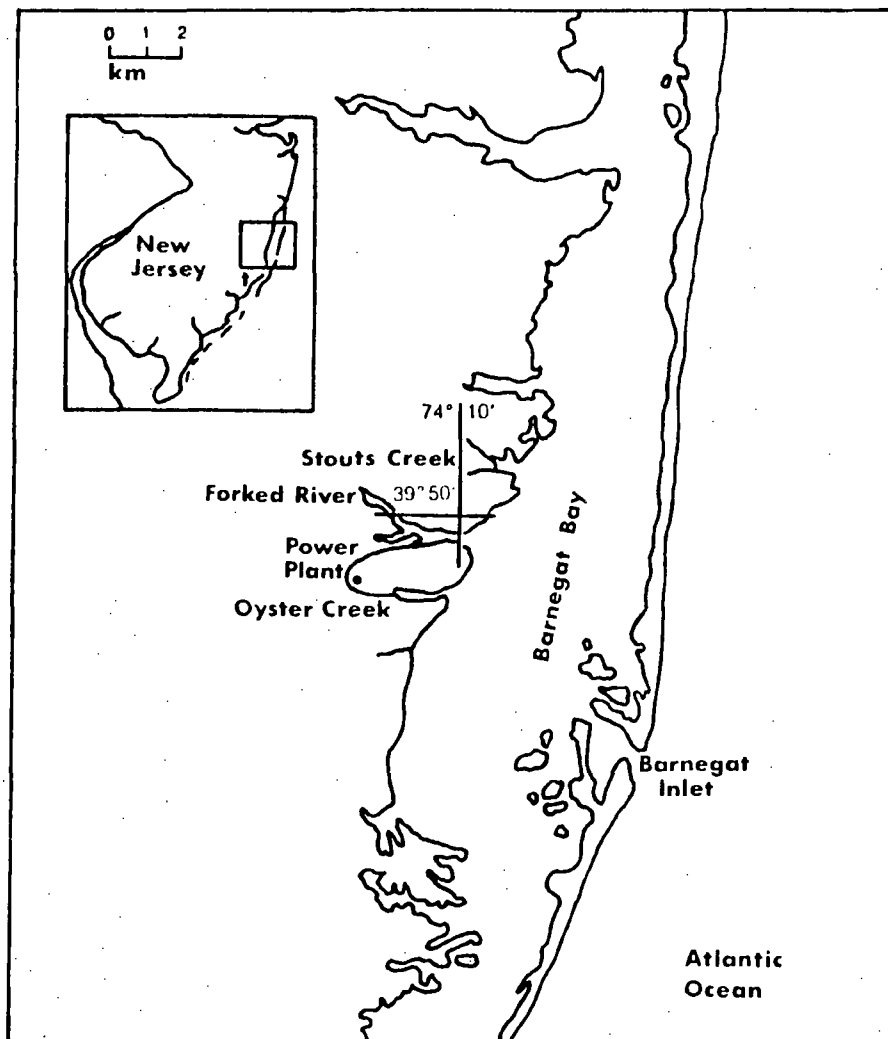 0 1 2
km
New
Jersey
74° 10'
Stouts Creek
39° 50'
Forked River
Power
Plant
Oyster Creek
Barnegat Bay
Barnegat
Inlet
Atlantic
Ocean